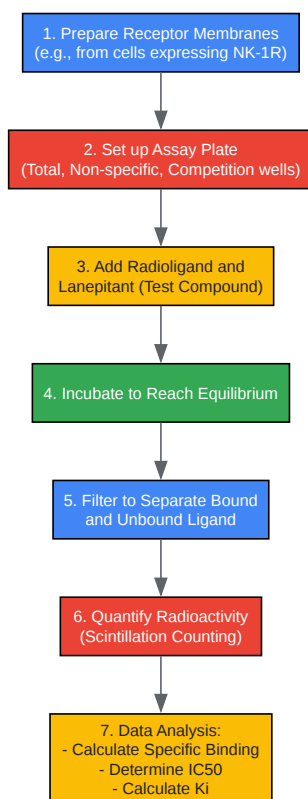 1. Prepare Receptor Membranes
(e.g., from cells expressing NK-1R)
2. Set up Assay Plate
(Total, Non-specific, Competition wells)
3. Add Radioligand and
Lanepitant (Test Compound)
4. Incubate to Reach Equilibrium
5. Filter to Separate Bound
and Unbound Ligand
6. Quantify Radioactivity
(Scintillation Counting)
7. Data Analysis:
- Calculate Specific Binding
- Determine IC50
- Calculate Ki